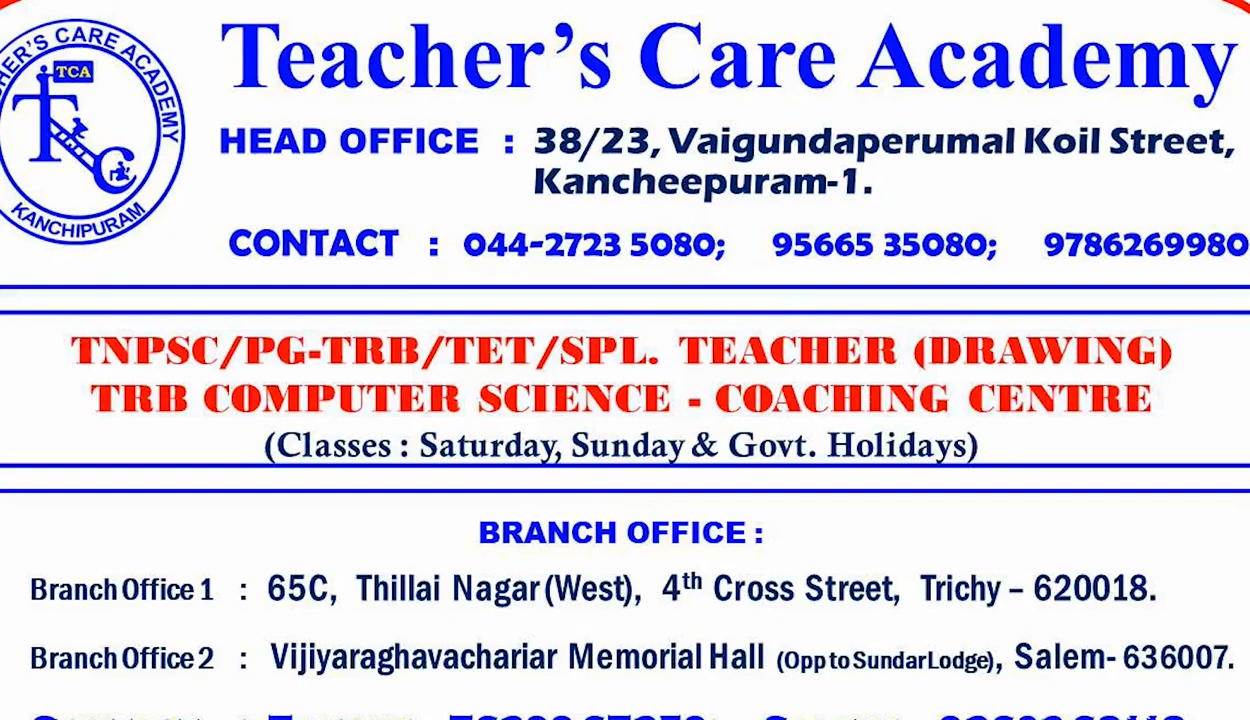 TEACHER'S CARE ACADEMY
TCA
KANCHIPURAM
Teacher's Care Academy
HEAD OFFICE : 38/23, Vaigundaperumal Koil Street,
Kancheepuram-1.
CONTACT : 044-2723 5080; 95665 35080; 9786269980
TNPSC/PG-TRB/TET/SPL. TEACHER (DRAWING)
TRB COMPUTER SCIENCE - COACHING CENTRE
(Classes : Saturday, Sunday & Govt. Holidays)
BRANCH OFFICE :
Branch Office 1 : 65C, Thillai Nagar (West), 4th Cross Street, Trichy – 620018.
Branch Office 2 : Vijiyaraghavachariar Memorial Hall (Opp to Sundar Lodge), Salem- 636007.